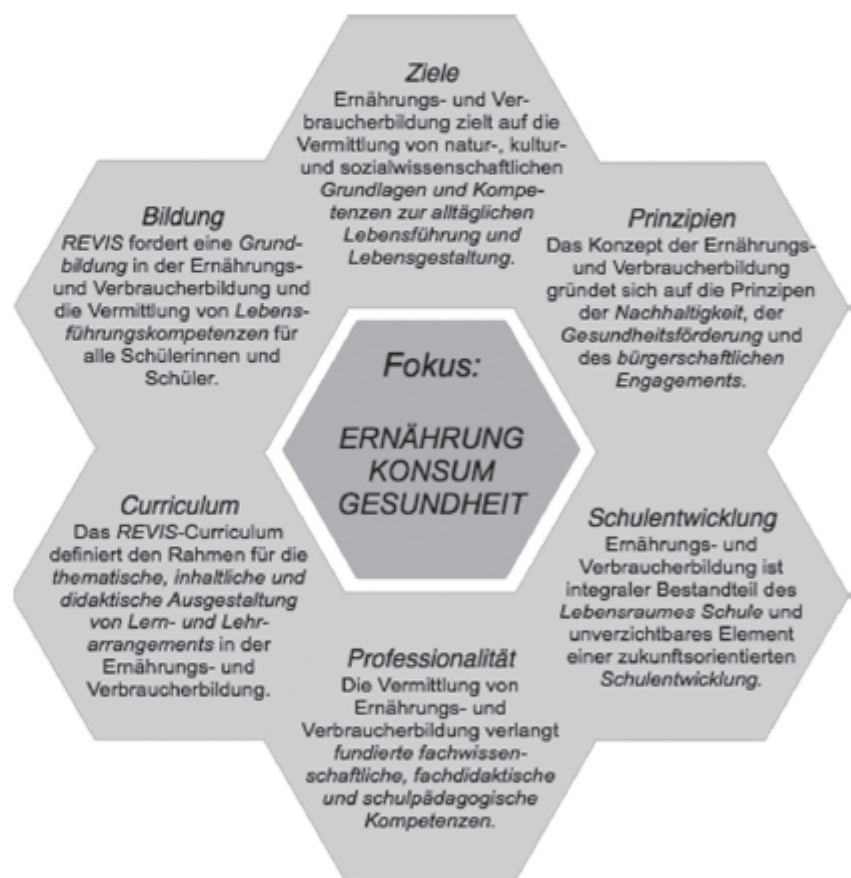 Ziele
Ernährungs- und Ver-
braucherbildung zielt auf die
Vermittlung von natur-, kultur-
und sozialwissenschaftlichen
Grundlagen und Kompe-
tenzen zur alltäglichen
Lebensführung und
Lebensgestaltung.
Bildung
REVIS fordert eine Grund-
bildung in der Ernährungs-
und Verbraucherbildung und
die Vermittlung von Lebens-
führungskompetenzen für
alle Schülerinnen und
Schüler.
Prinzipien
Das Konzept der Ernährungs-
und Verbraucherbildung
gründet sich auf die Prinzipen
der Nachhaltigkeit, der
Gesundheitsförderung und
des bürgerschaftlichen
Engagements.
Fokus:
ERNÄHRUNG
KONSUM
GESUNDHEIT
Curriculum
Das REVIS-Curriculum
definiert den Rahmen für die
thematische, inhaltliche und
didaktische Ausgestaltung
von Lern- und Lehr-
arrangements in der
Ernährungs- und
Verbraucherbildung.
Schulentwicklung
Ernährungs- und
Verbraucherbildung ist
integraler Bestandteil des
Lebensraumes Schule und
unverzichtbares Element
einer zukunftsorientierten
Schulentwicklung.
Professionalität
Die Vermittlung von
Ernährungs- und
Verbraucherbildung verlangt
fundierte fachwissen-
schaftliche, fachdidaktische
und schulpädagogische
Kompetenzen.